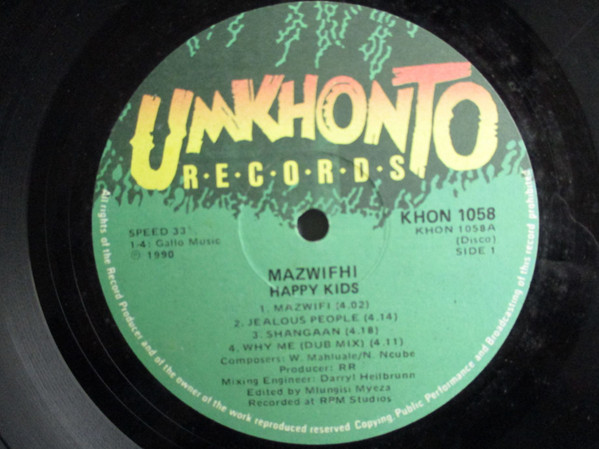 UMKHONTO
R·E·C·O·R·D·S
KHON 1058
KHON 1058A
(Disco)
SIDE 1
SPEED 33
1-4: Gallo Music
℗ 1990
MAZWIFHI
HAPPY KIDS
1. MAZWIFI (4.02)
2. JEALOUS PEOPLE (4.14)
3. SHANGAAN (4.18)
4. WHY ME (DUB MIX) (4.11)
Composers: W. Mahluale/N. Ncube
Producer: RR
Mixing Engineer: Darryl Heilbrunn
Edited by Mlungisi Myeza
Recorded at RPM Studios
All rights of the Record Producer and of the owner of the work reproduced reserved Copying, Public Performance and Broadcasting of this record prohibited